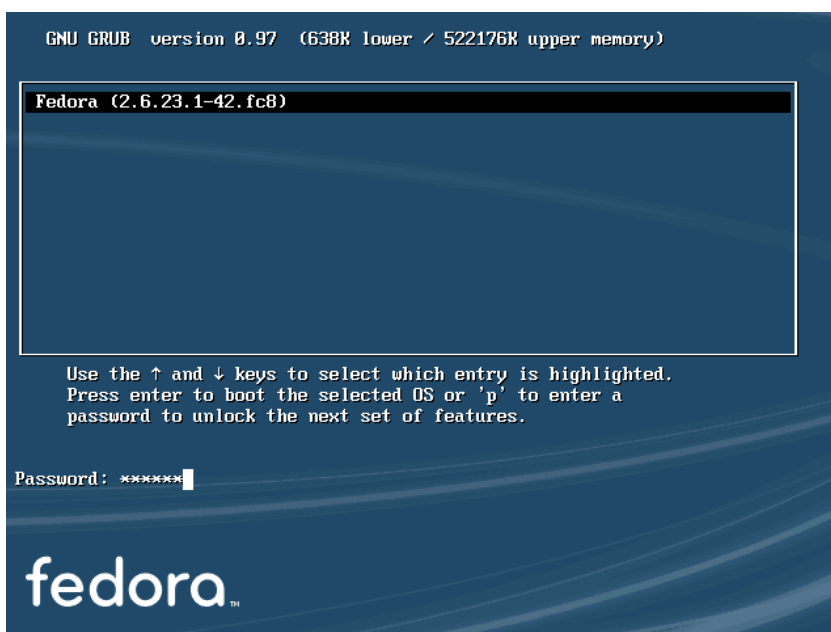 GNU GRUB  version 0.97  (638K lower / 522176K upper memory)
Fedora (2.6.23.1-42.fc8)
Use the ↑ and ↓ keys to select which entry is highlighted.
Press enter to boot the selected OS or 'p' to enter a
password to unlock the next set of features.
Password: ******
fedora™